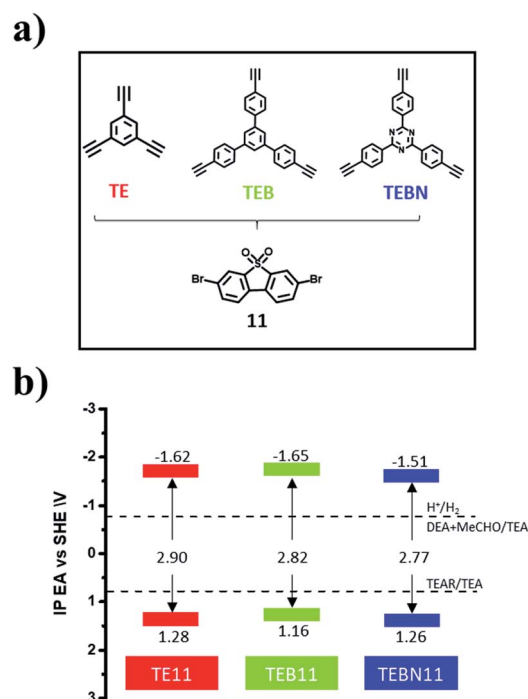 a)
TE
TEB
N
N N
TEBN
O O
S
Br Br
11
b)
IP EA vs SHE \V
-3
-2
-1
0
1
2
3
-1.62
-1.65
-1.51
H⁺/H₂
DEA+MeCHO/TEA
2.90
2.82
2.77
TEAR/TEA
1.28
1.16
1.26
TE11
TEB11
TEBN11